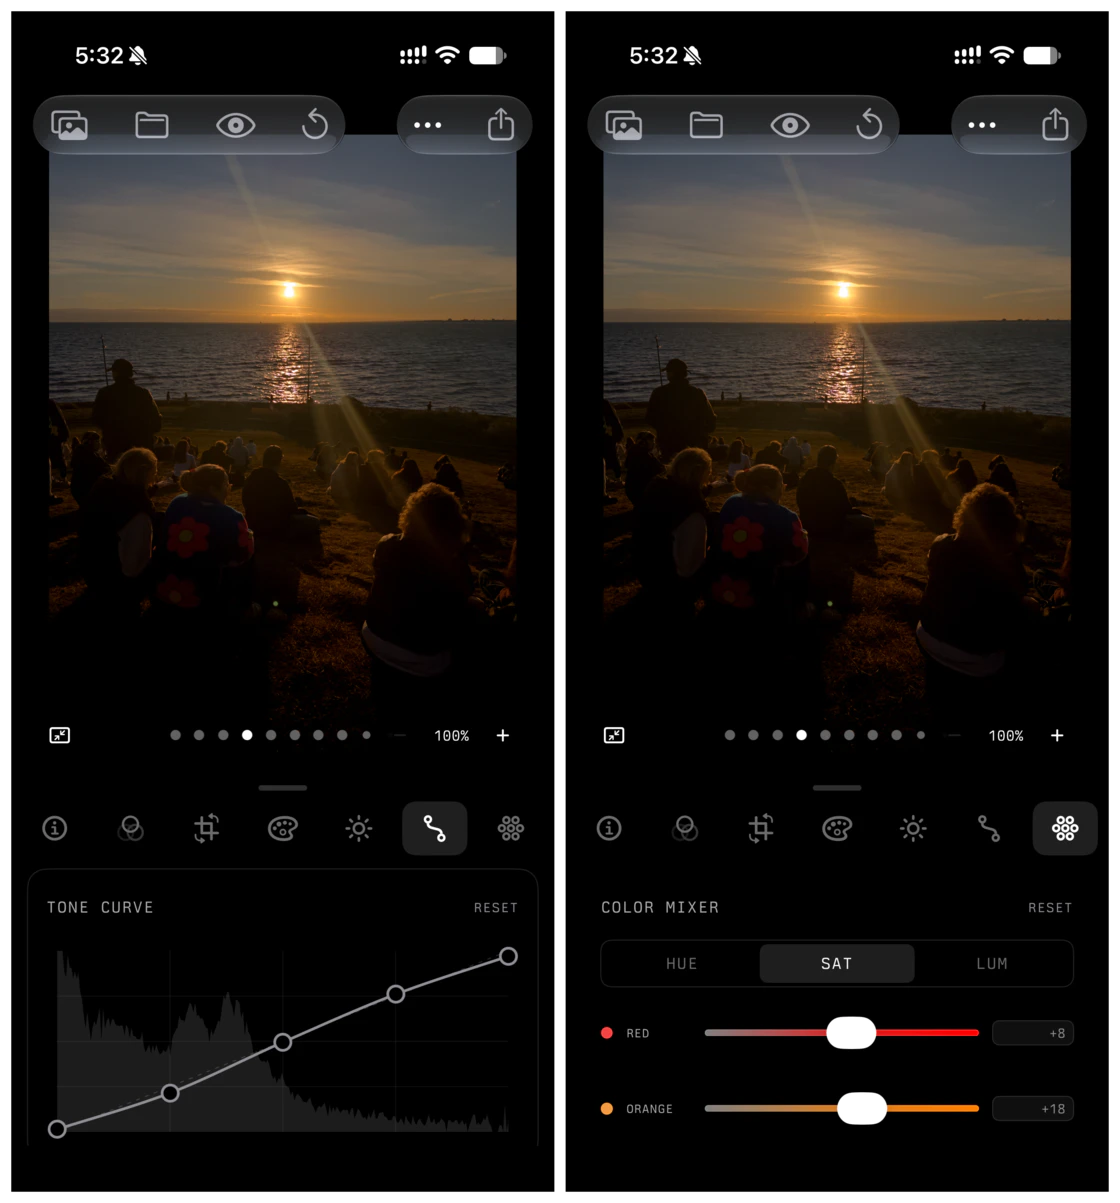 5:32
100%
TONE CURVE
RESET
5:32
100%
COLOR MIXER
RESET
HUE
SAT
LUM
RED
+8
ORANGE
+18